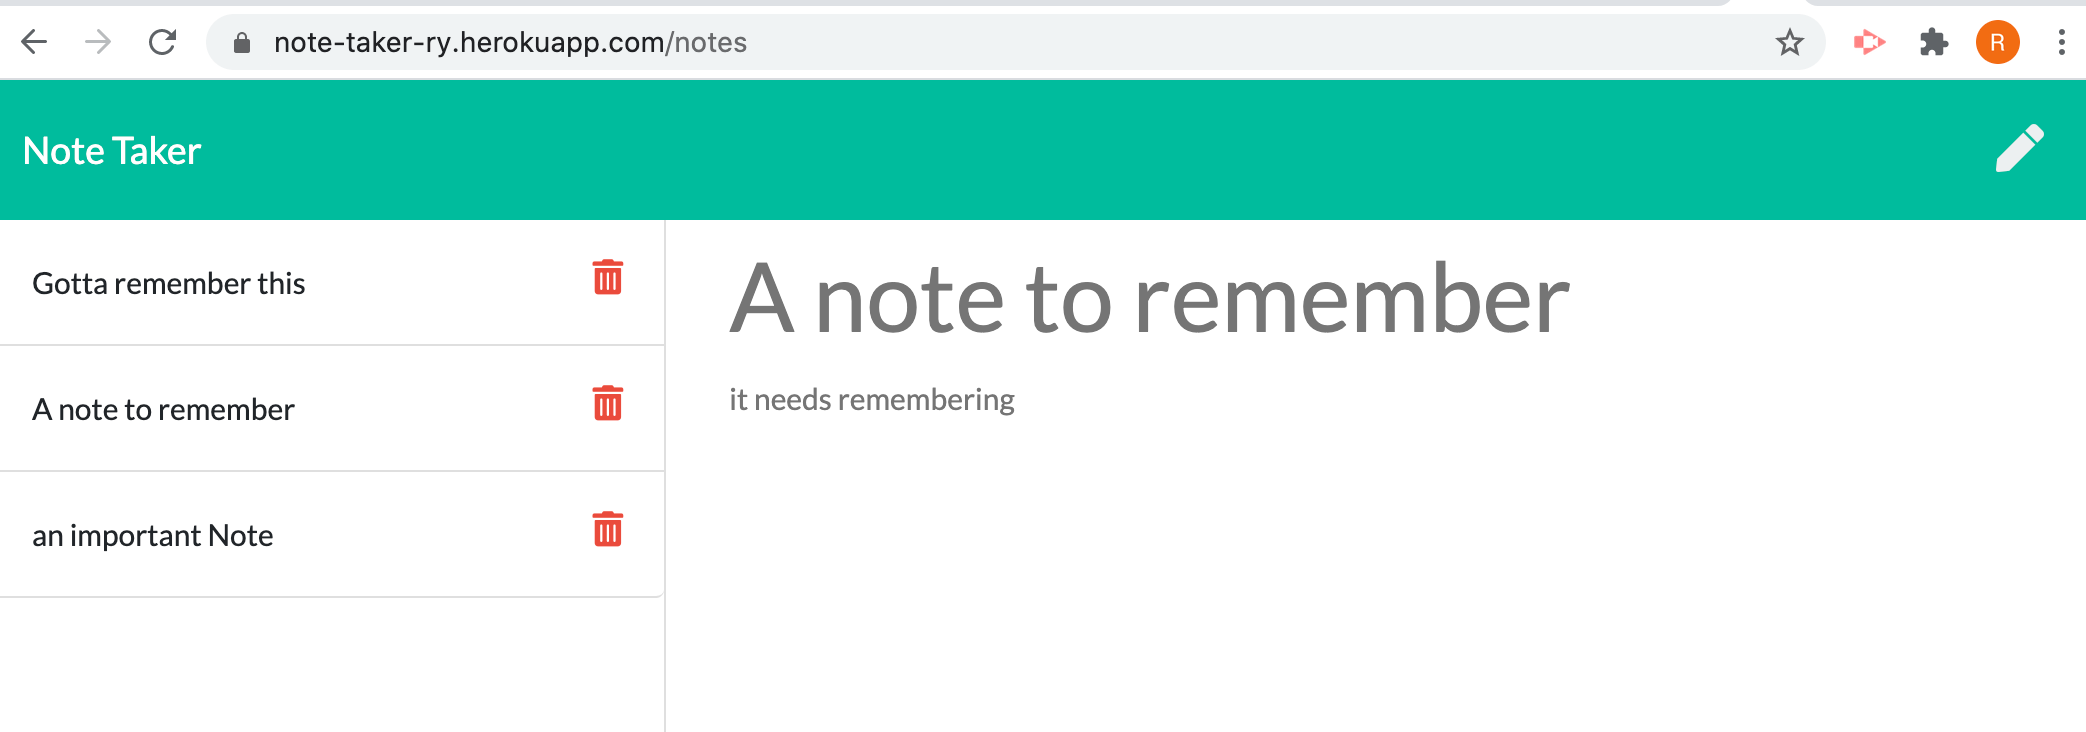 note-taker-ry.herokuapp.com/notes
R
Note Taker
Gotta remember this
A note to remember
an important Note
A note to remember
it needs remembering